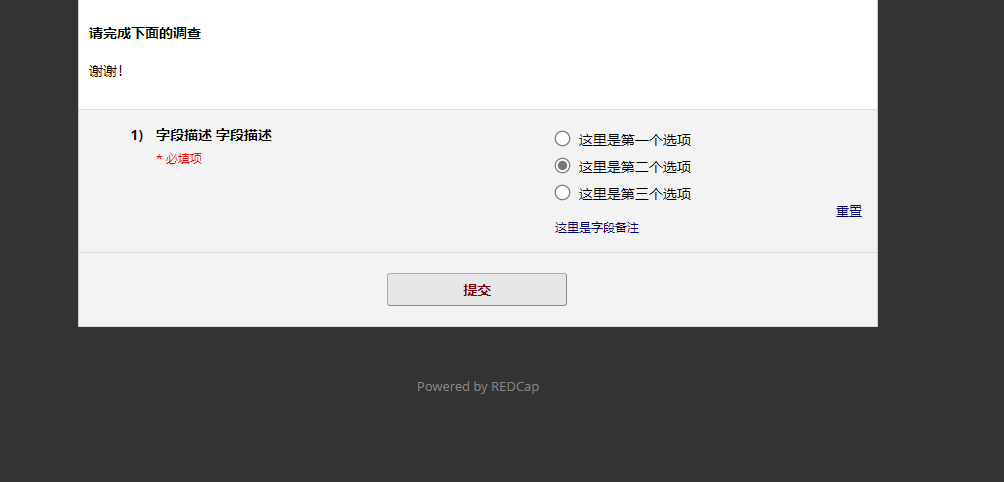 请完成下面的调查
谢谢！
1) 字段描述 字段描述
* 必填项
这里是第一个选项
这里是第二个选项
这里是第三个选项
重置
这里是字段备注
提交
Powered by REDCap